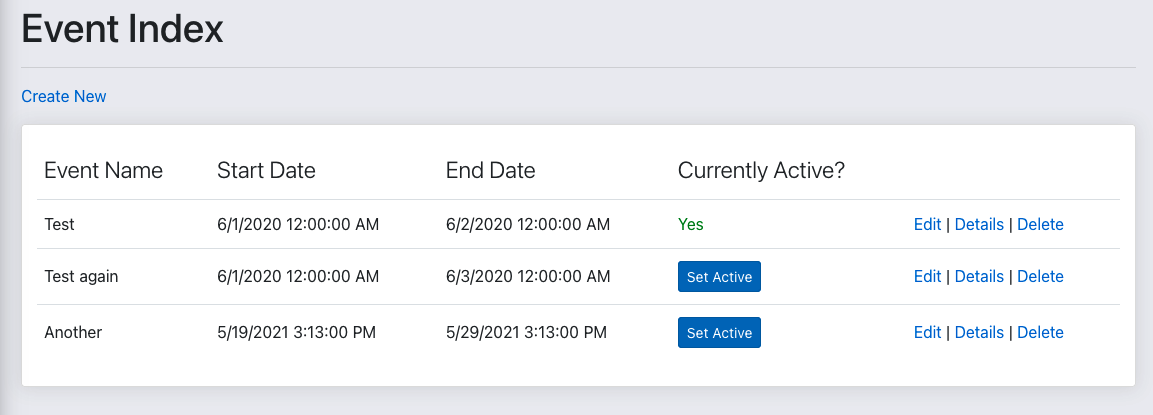 Event Index
Create New
Event Name Start Date End Date Currently Active?
Test 6/1/2020 12:00:00 AM 6/2/2020 12:00:00 AM Yes Edit | Details | Delete
Test again 6/1/2020 12:00:00 AM 6/3/2020 12:00:00 AM Set Active Edit | Details | Delete
Another 5/19/2021 3:13:00 PM 5/29/2021 3:13:00 PM Set Active Edit | Details | Delete